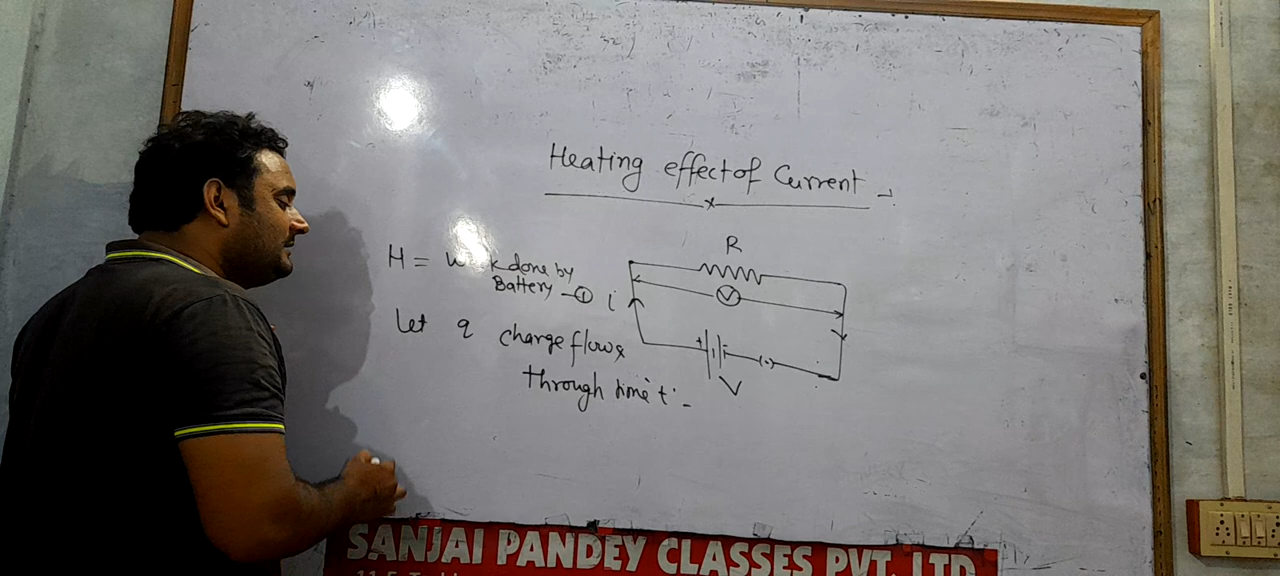 Heating effect of Current
R
H = Work done by
Battery - ①
i
V
Let q charge flows
+
through time 't'
V
SANJAI PANDEY CLASSES PVT. LTD.